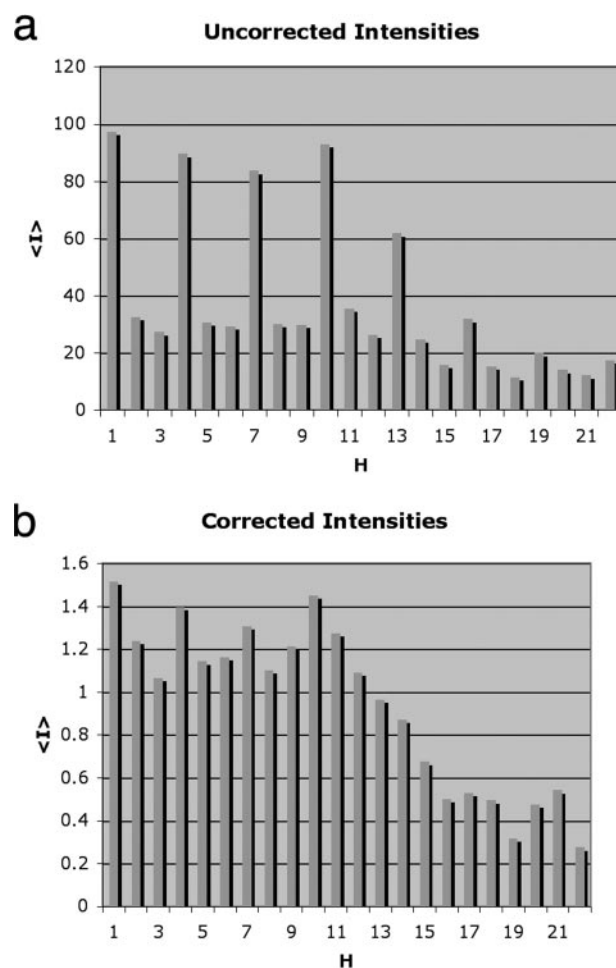 a
Uncorrected Intensities
120
100
80
60
40
20
0
<I>
1 3 5 7 9 11 13 15 17 19 21
H
b
Corrected Intensities
1.6
1.4
1.2
1
0.8
0.6
0.4
0.2
0
<I>
1 3 5 7 9 11 13 15 17 19 21
H